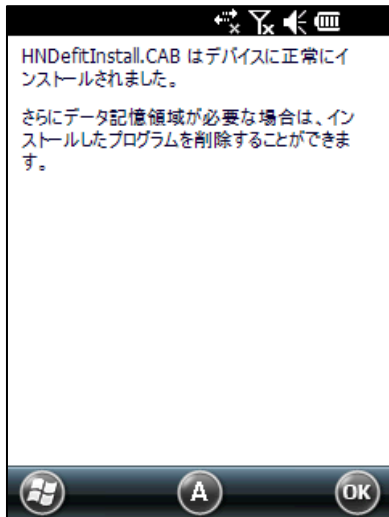 HNDefitInstall.CAB はデバイスに正常にイ
ンストールされました。
さらにデータ記憶領域が必要な場合は、イン
ストールしたプログラムを削除することができま
す。
A
OK